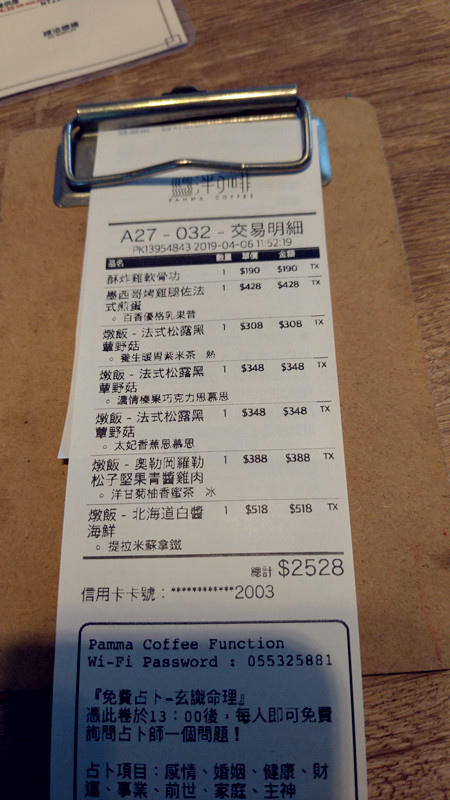 PAMMA COFFEE
A27 - 032 - 交易明細
PK13954843 2019-04-06 11:52:19
品名 數量 單價 金額
酥炸雞軟骨功 1 $190 $190 TX
墨西哥烤雞腿佐法 1 $428 $428 TX
式煎蛋
○ 百香優格乳果昔
燉飯 - 法式松露黑 1 $308 $308 TX
蕈野菇
○ 養生暖胃紫米茶 熱
燉飯 - 法式松露黑 1 $348 $348 TX
蕈野菇
○ 濃情榛果巧克力思慕思
燉飯 - 法式松露黑 1 $348 $348 TX
蕈野菇
○ 太妃香蕉思慕思
燉飯 - 奧勒岡羅勒 1 $388 $388 TX
松子堅果青醬雞肉
○ 洋甘菊柚香蜜茶 冰
燉飯 - 北海道白醬 1 $518 $518 TX
海鮮
○ 提拉米蘇拿鐵
總計 $2528
信用卡卡號：************2003
Pamma Coffee Function
Wi-Fi Password : 055325881
『免費占卜-玄識命理』
憑此卷於13：00後，每人即可免費
詢問占卜師一個問題！
占卜項目：感情、婚姻、健康、財
運、事業、前世、家庭、主神